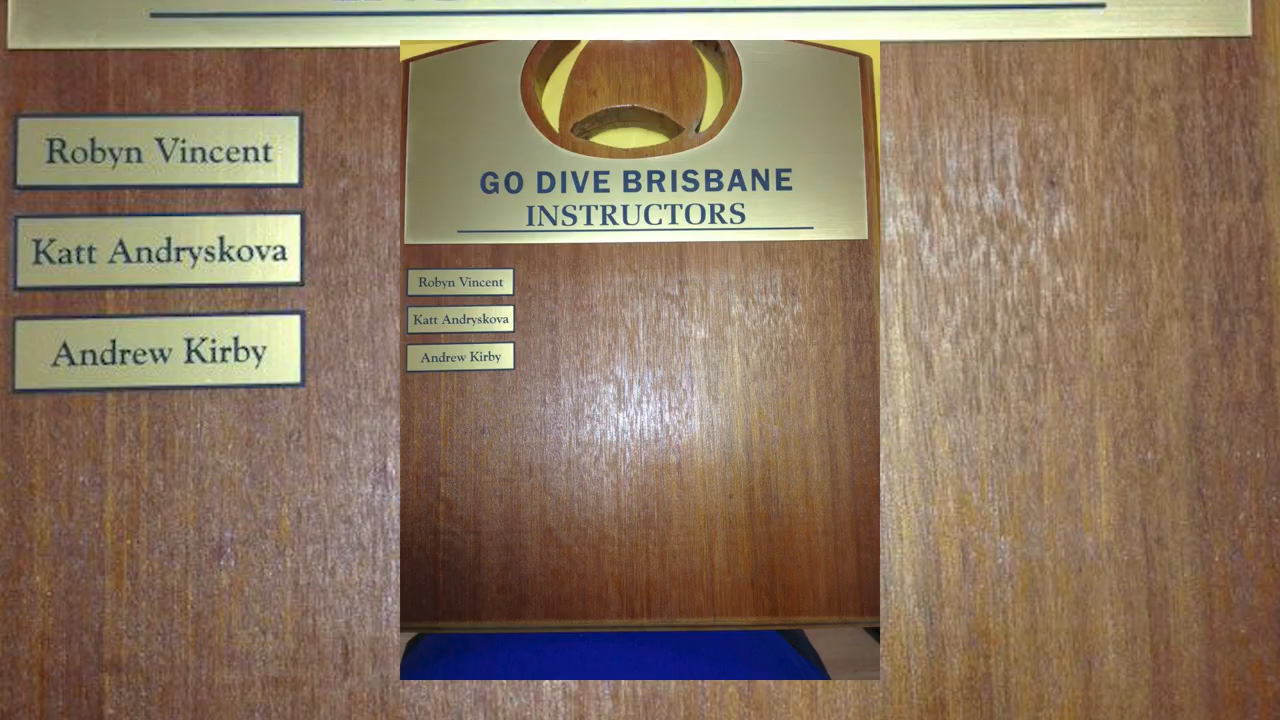 GO DIVE BRISBANE
INSTRUCTORS
Robyn Vincent
Katt Andryskova
Andrew Kirby
Robyn Vincent
Katt Andryskova
Andrew Kirby